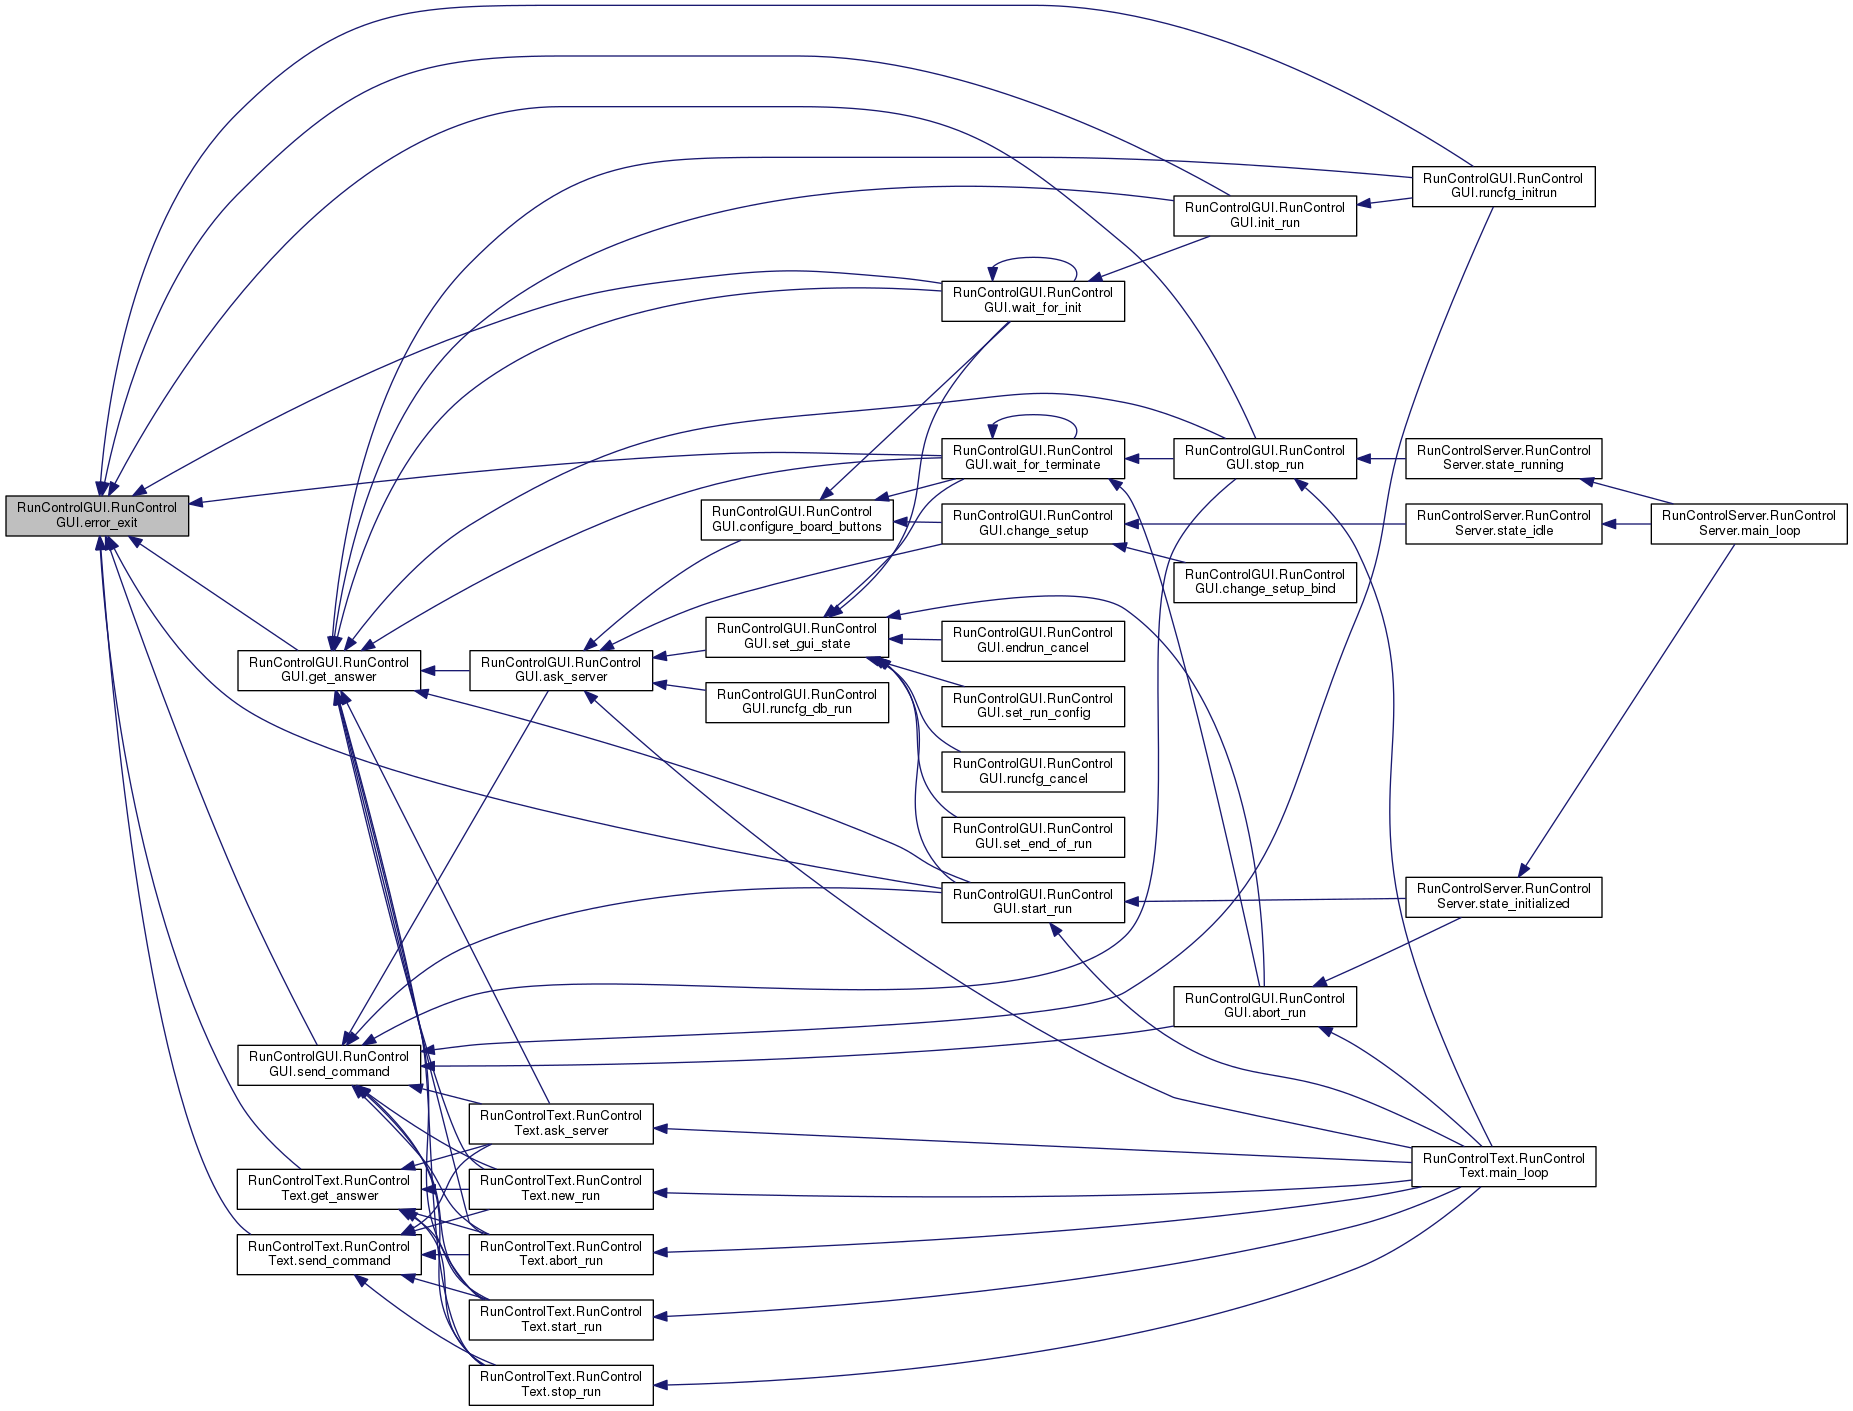 RunControlGUI.RunControl
GUI.error_exit
RunControlGUI.RunControl
GUI.get_answer
RunControlGUI.RunControl
GUI.send_command
RunControlText.RunControl
Text.get_answer
RunControlText.RunControl
Text.send_command
RunControlGUI.RunControl
GUI.ask_server
RunControlText.RunControl
Text.ask_server
RunControlText.RunControl
Text.new_run
RunControlText.RunControl
Text.abort_run
RunControlText.RunControl
Text.start_run
RunControlText.RunControl
Text.stop_run
RunControlGUI.RunControl
GUI.configure_board_buttons
RunControlGUI.RunControl
GUI.set_gui_state
RunControlGUI.RunControl
GUI.runcfg_db_run
RunControlGUI.RunControl
GUI.wait_for_init
RunControlGUI.RunControl
GUI.wait_for_terminate
RunControlGUI.RunControl
GUI.change_setup
RunControlGUI.RunControl
GUI.endrun_cancel
RunControlGUI.RunControl
GUI.set_run_config
RunControlGUI.RunControl
GUI.runcfg_cancel
RunControlGUI.RunControl
GUI.set_end_of_run
RunControlGUI.RunControl
GUI.start_run
RunControlGUI.RunControl
GUI.init_run
RunControlGUI.RunControl
GUI.stop_run
RunControlGUI.RunControl
GUI.change_setup_bind
RunControlGUI.RunControl
GUI.abort_run
RunControlGUI.RunControl
GUI.runcfg_initrun
RunControlServer.RunControl
Server.state_running
RunControlServer.RunControl
Server.state_idle
RunControlServer.RunControl
Server.state_initialized
RunControlText.RunControl
Text.main_loop
RunControlServer.RunControl
Server.main_loop